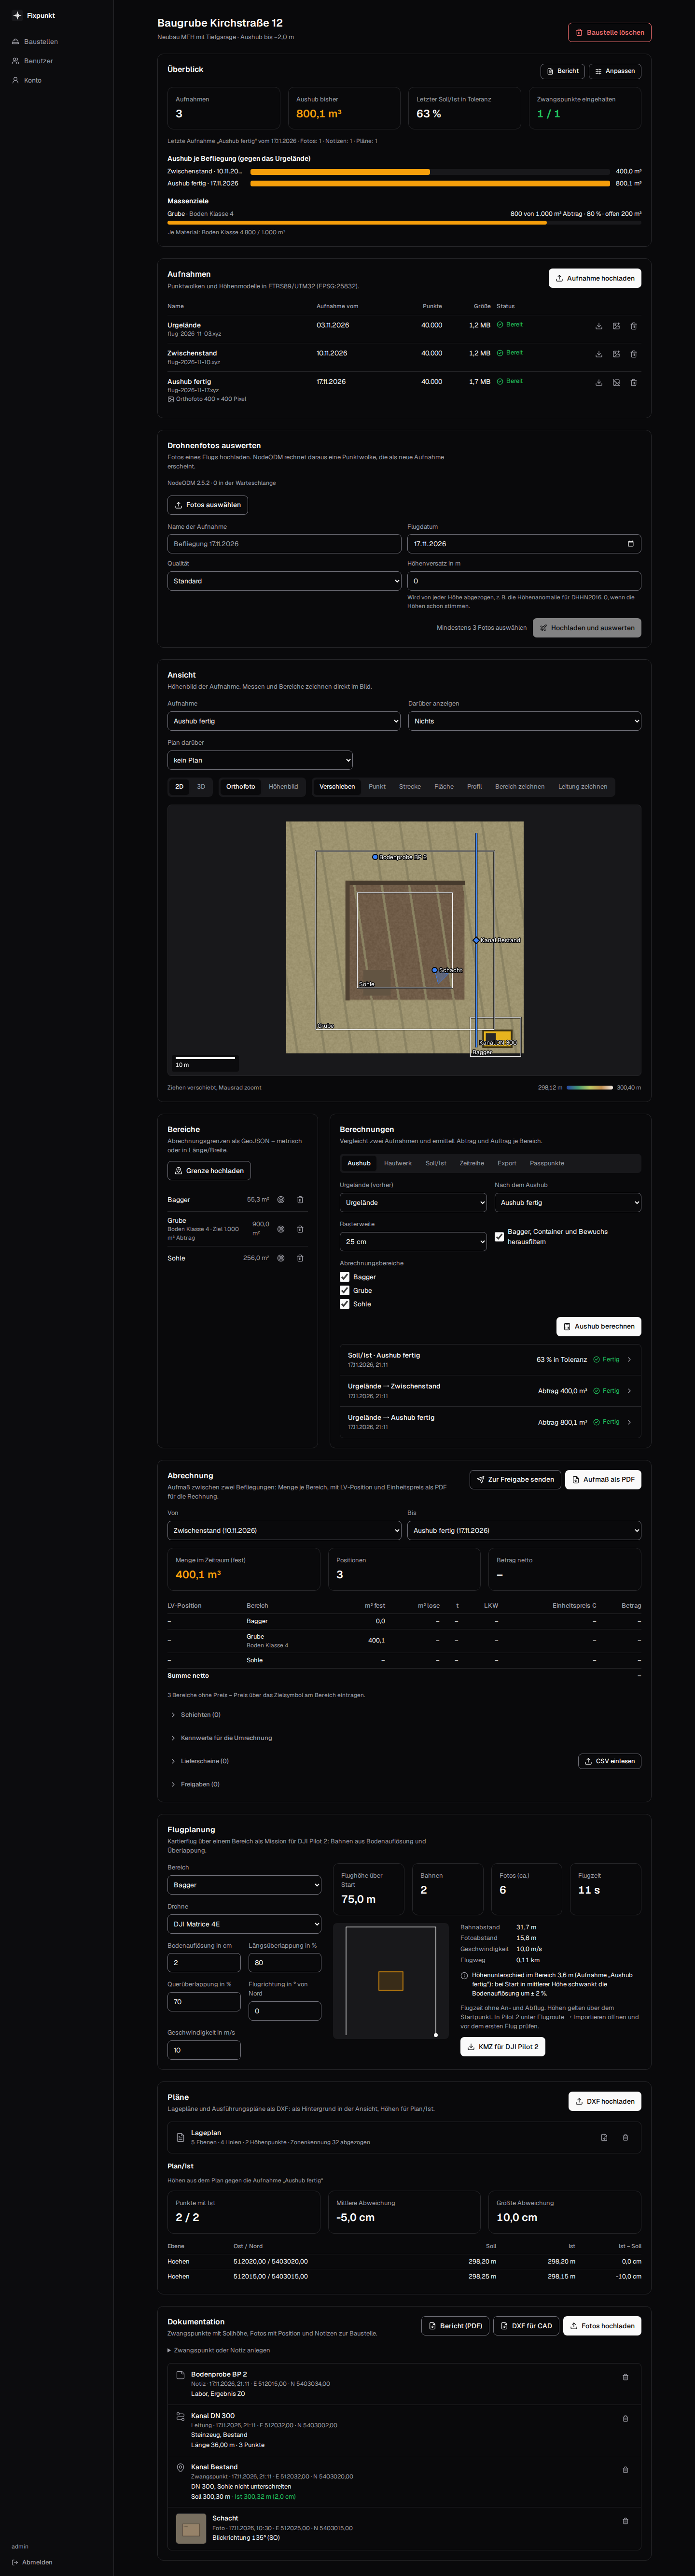 Fixpunkt
Baustellen
Benutzer
Konto
Baugrube Kirchstraße 12
Neubau MFH mit Tiefgarage · Aushub bis −2,0 m
Baustelle löschen
Überblick
Bericht
Anpassen
Aufnahmen
3
Aushub bisher
800,1 m³
Letzter Soll/Ist in Toleranz
63 %
Zwangspunkte eingehalten
1 / 1
Letzte Aufnahme „Aushub fertig“ vom 17.11.2026 · Fotos: 1 · Notizen: 1 · Pläne: 1
Aushub je Befliegung (gegen das Urgelände)
Zwischenstand · 10.11.20... 400,0 m³
Aushub fertig · 17.11.2026 800,1 m³
Massenziele
Grube · Boden Klasse 4 800 von 1.000 m³ Abtrag · 80 % · offen 200 m³
Je Material: Boden Klasse 4 800 / 1.000 m³
Aufnahmen
Punktwolken und Höhenmodelle in ETRS89/UTM32 (EPSG:25832).
Aufnahme hochladen
Name Aufnahme vom Punkte Größe Status
Urgelände 03.11.2026 40.000 1,2 MB Bereit
flug-2026-11-03.xyz
Zwischenstand 10.11.2026 40.000 1,2 MB Bereit
flug-2026-11-10.xyz
Aushub fertig 17.11.2026 40.000 1,7 MB Bereit
flug-2026-11-17.xyz
Orthofoto 400 × 400 Pixel
Drohnenfotos auswerten
Fotos eines Flugs hochladen. NodeODM rechnet daraus eine Punktwolke, die als neue Aufnahme
erscheint.
NodeODM 2.5.2 · 0 in der Warteschlange
Fotos auswählen
Name der Aufnahme Flugdatum
Befliegung 17.11.2026 17.11.2026
Qualität Höhenversatz in m
Standard 0
Wird von jeder Höhe abgezogen, z. B. die Höhenanomalie für DHHN2016. 0, wenn die
Höhen schon stimmen.
Mindestens 3 Fotos auswählen Hochladen und auswerten
Ansicht
Höhenbild der Aufnahme. Messen und Bereiche zeichnen direkt im Bild.
Aufnahme Darüber anzeigen
Aushub fertig Nichts
Plan darüber
kein Plan
2D 3D Orthofoto Höhenbild Verschieben Punkt Strecke Fläche Profil Bereich zeichnen Leitung zeichnen
Bodenprobe BP 2
Kanal Bestand
Schacht
Sohle
Grube
Kanal DN 300
Bagger
10 m
Ziehen verschiebt, Mausrad zoomt 298,12 m 300,40 m
Bereiche
Abrechnungsgrenzen als GeoJSON – metrisch
oder in Länge/Breite.
Grenze hochladen
Bagger 55,3 m²
Grube 900,0 m²
Boden Klasse 4 · Ziel 1.000
m³ Abtrag
Sohle 256,0 m²
Berechnungen
Vergleicht zwei Aufnahmen und ermittelt Abtrag und Auftrag je Bereich.
Aushub Haufwerk Soll/Ist Zeitreihe Export Passpunkte
Urgelände (vorher) Nach dem Aushub
Urgelände Aushub fertig
Rasterweite
25 cm
Bagger, Container und Bewuchs
herausfiltern
Abrechnungsbereiche
Bagger
Grube
Sohle
Aushub berechnen
Soll/Ist · Aushub fertig 63 % in Toleranz Fertig
17.11.2026, 21:11
Urgelände → Zwischenstand Abtrag 400,0 m³ Fertig
17.11.2026, 21:11
Urgelände → Aushub fertig Abtrag 800,1 m³ Fertig
17.11.2026, 21:11
Abrechnung
Aufmaß zwischen zwei Befliegungen: Menge je Bereich, mit LV-Position und Einheitspreis als PDF
für die Rechnung.
Zur Freigabe senden
Aufmaß als PDF
Von Bis
Zwischenstand (10.11.2026) Aushub fertig (17.11.2026)
Menge im Zeitraum (fest)
400,1 m³
Positionen
3
Betrag netto
–
LV-Position Bereich m³ fest m³ lose t LKW Einheitspreis € Betrag
– Bagger 0,0 – – – – –
– Grube 400,1 – – – – –
Boden Klasse 4
– Sohle – – – – – –
Summe netto –
3 Bereiche ohne Preis – Preis über das Zielsymbol am Bereich eintragen.
Schichten (0)
Kennwerte für die Umrechnung
Lieferscheine (0) CSV einlesen
Freigaben (0)
Flugplanung
Kartierflug über einem Bereich als Mission für DJI Pilot 2: Bahnen aus Bodenauflösung und
Überlappung.
Bereich
Bagger
Drohne
DJI Matrice 4E
Bodenauflösung in cm Längsüberlappung in %
2 80
Querüberlappung in % Flugrichtung in ° von
Nord
70 0
Geschwindigkeit in m/s
10
Flughöhe über
Start
75,0 m
Bahnen
2
Fotos (ca.)
6
Flugzeit
11 s
Bahnabstand 31,7 m
Fotoabstand 15,8 m
Geschwindigkeit 10,0 m/s
Flugweg 0,11 km
Höhenunterschied im Bereich 3,6 m (Aufnahme „Aushub
fertig“): bei Start in mittlerer Höhe schwankt die
Bodenauflösung um ± 2 %.
Flugzeit ohne An- und Abflug. Höhen gelten über dem
Startpunkt. In Pilot 2 unter Flugroute → Importieren öffnen und
vor dem ersten Flug prüfen.
KMZ für DJI Pilot 2
Pläne
Lagepläne und Ausführungspläne als DXF: als Hintergrund in der Ansicht, Höhen für Plan/Ist.
DXF hochladen
Lageplan
5 Ebenen · 4 Linien · 2 Höhenpunkte · Zonenkennung 32 abgezogen
Plan/Ist
Höhen aus dem Plan gegen die Aufnahme „Aushub fertig“
Punkte mit Ist
2 / 2
Mittlere Abweichung
-5,0 cm
Größte Abweichung
10,0 cm
Ebene Ost / Nord Soll Ist Ist − Soll
Hoehen 512020,00 / 5403020,00 298,20 m 298,20 m 0,0 cm
Hoehen 512015,00 / 5403015,00 298,25 m 298,15 m -10,0 cm
Dokumentation
Zwangspunkte mit Sollhöhe, Fotos mit Position und Notizen zur Baustelle.
Bericht (PDF)
DXF für CAD
Fotos hochladen
Zwangspunkt oder Notiz anlegen
Bodenprobe BP 2
Notiz · 17.11.2026, 21:11 · E 512015,00 · N 5403034,00
Labor, Ergebnis Z0
Kanal DN 300
Leitung · 17.11.2026, 21:11 · E 512032,00 · N 5403002,00
Steinzeug, Bestand
Länge 36,00 m · 3 Punkte
Kanal Bestand
Zwangspunkt · 17.11.2026, 21:11 · E 512032,00 · N 5403020,00
DN 300, Sohle nicht unterschreiten
Soll 300,30 m · Ist 300,32 m (2,0 cm)
Schacht
Foto · 17.11.2026, 10:30 · E 512025,00 · N 5403015,00
Blickrichtung 135° (SO)
admin
Abmelden